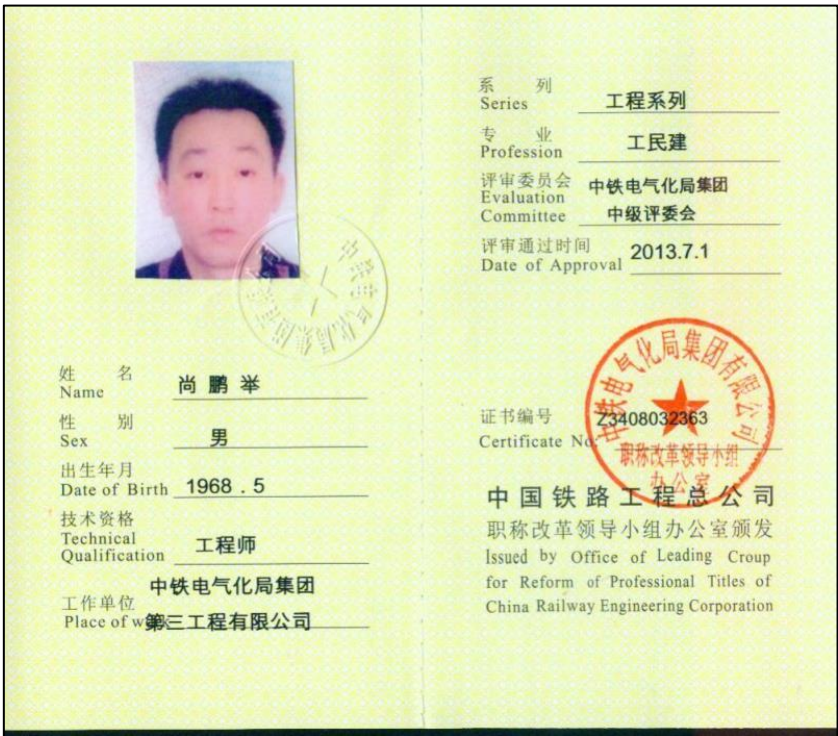 姓 名
Name
尚 鹏 举
性 别
Sex
男
出生年月
Date of Birth 1968 . 5
技术资格
Technical
Qualification
工程师
工作单位
Place of
中铁电气化局集团
第三工程有限公司
系 列
Series
工程系列
专 业
Profession
工民建
评审委员会
Evaluation
Committee
中铁电气化局集团
中级评委会
评审通过时间
Date of Approval
2013.7.1
证书编号
Certificate No:
Z3408032363
中铁电气化局集团有限公司
职称改革领导小组
办公室
中国铁路工程总公司
职称改革领导小组办公室颁发
Issued by Office of Leading Croup
for Reform of Professional Titles of
China Railway Engineering Corporation